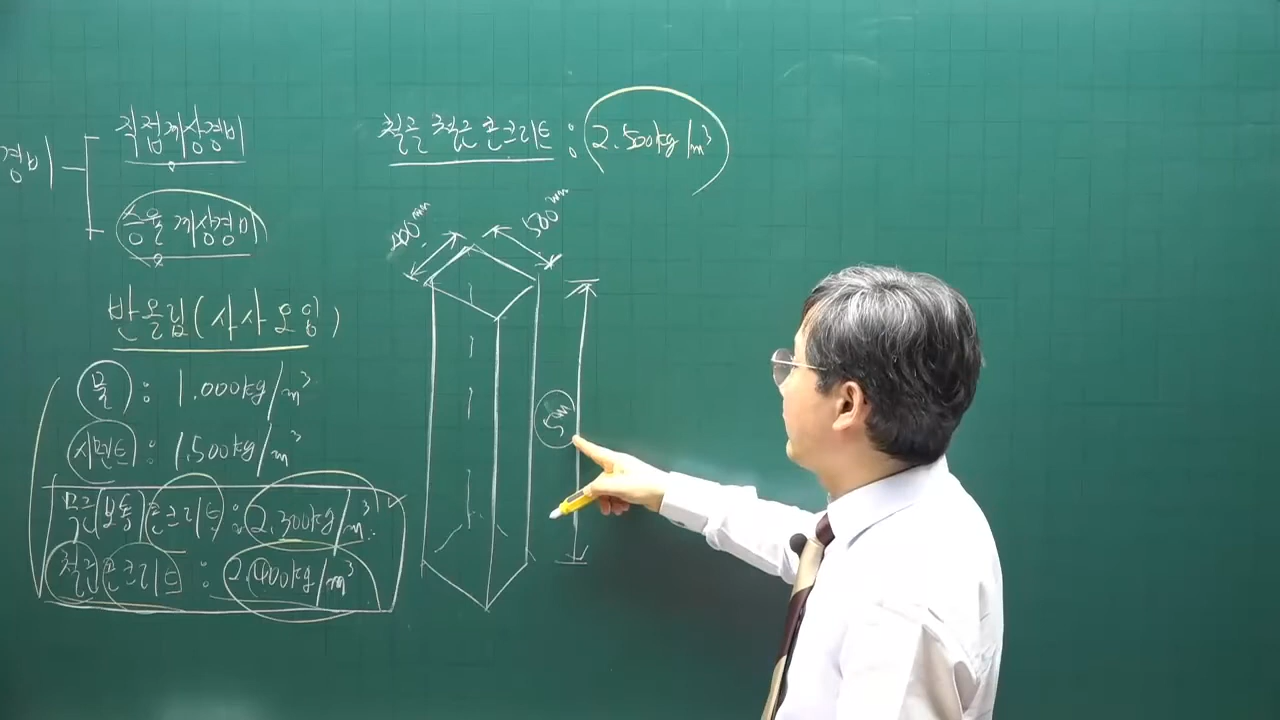 경비
직접계상경비
승율계상경비
반올림(사사오입)
물 : 1.000kg/m³
시멘트 : 1.500kg/m³
무근(보통)콘크리트 : 2.300kg/m³
철근콘크리트 : 2.400kg/m³
철골 철근 콘크리트 : 2.500kg/m³
400mm
500mm
5m